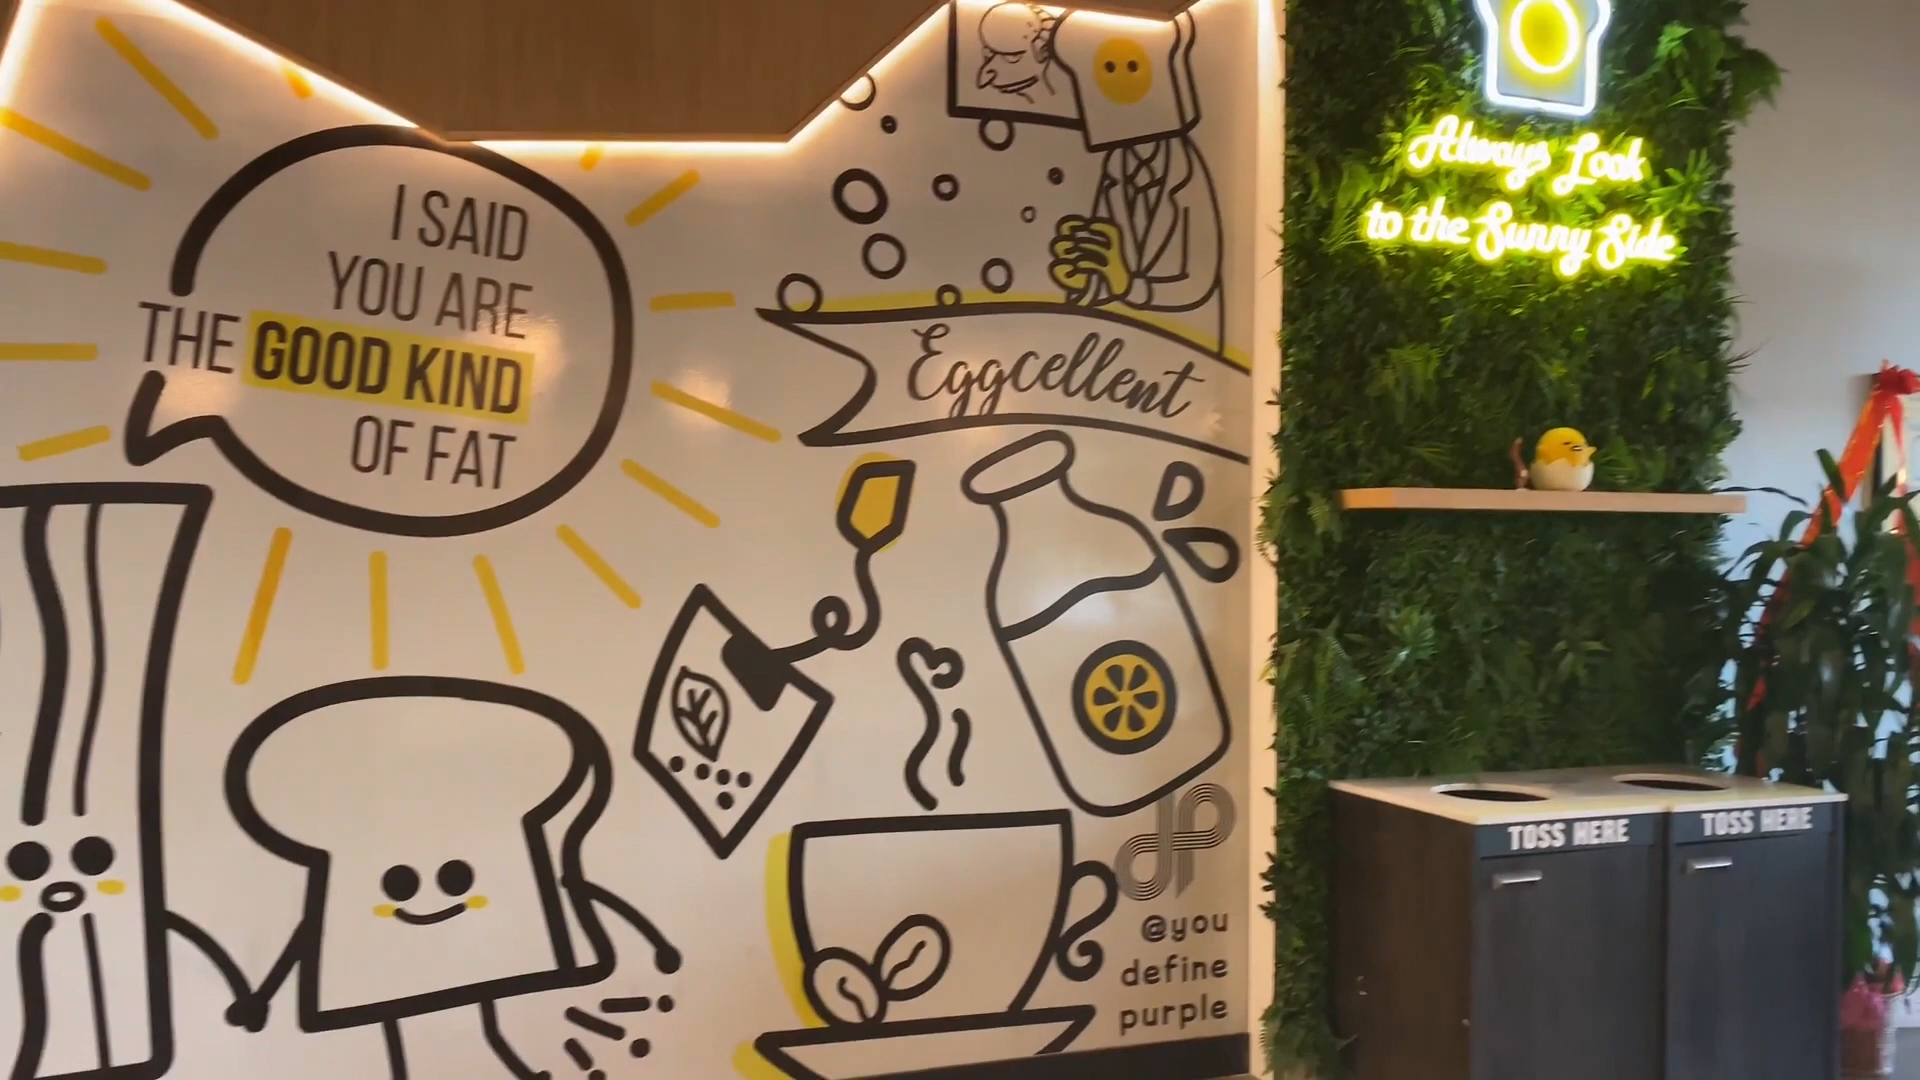 I SAID
YOU ARE
THE GOOD KIND
OF FAT
Eggcellent
@you
define
purple
Always Look
to the Sunny Side
TOSS HERE
TOSS HERE